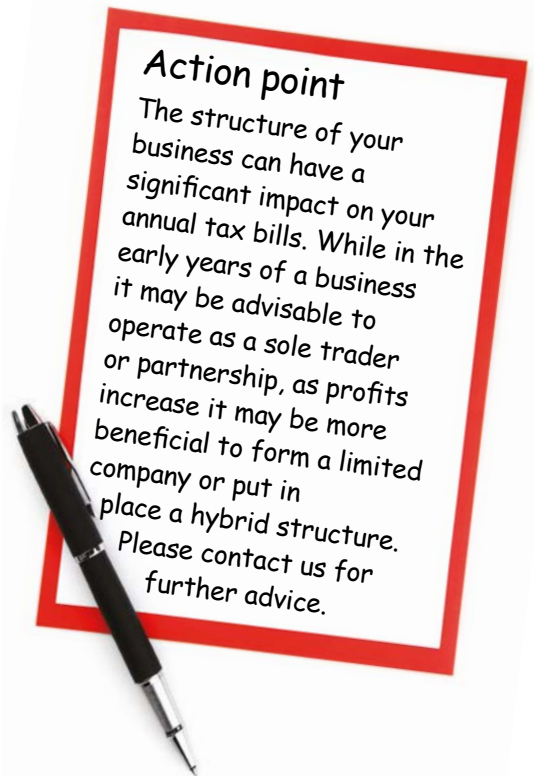 Action point
The structure of your
business can have a
significant impact on your
annual tax bills. While in the
early years of a business
it may be advisable to
operate as a sole trader
or partnership, as profits
increase it may be more
beneficial to form a limited
company or put in
place a hybrid structure.
Please contact us for
further advice.